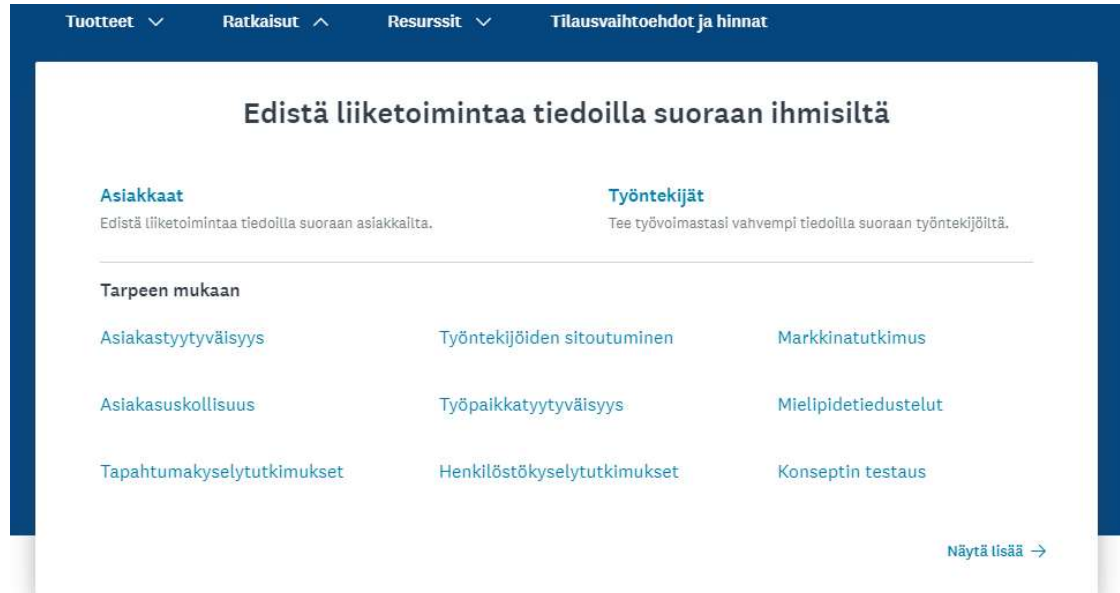 Tuotteet Ratkaisut Resurssit Tilausvaihtoehdot ja hinnat
Edistä liiketoimintaa tiedoilla suoraan ihmisiltä
Asiakkaat Työntekijät
Edistä liiketoimintaa tiedoilla suoraan asiakkailta. Tee työvoimastasi vahvempi tiedoilla suoraan työntekijöiltä.
Tarpeen mukaan
Asiakastyytyväisyys Työntekijöiden sitoutuminen Markkinatutkimus
Asiakasuskollisuus Työpaikkatyytyväisyys Mielipidetiedustelut
Tapahtumakyselytutkimukset Henkilöstökyselytutkimukset Konseptin testaus
Näytä lisää →